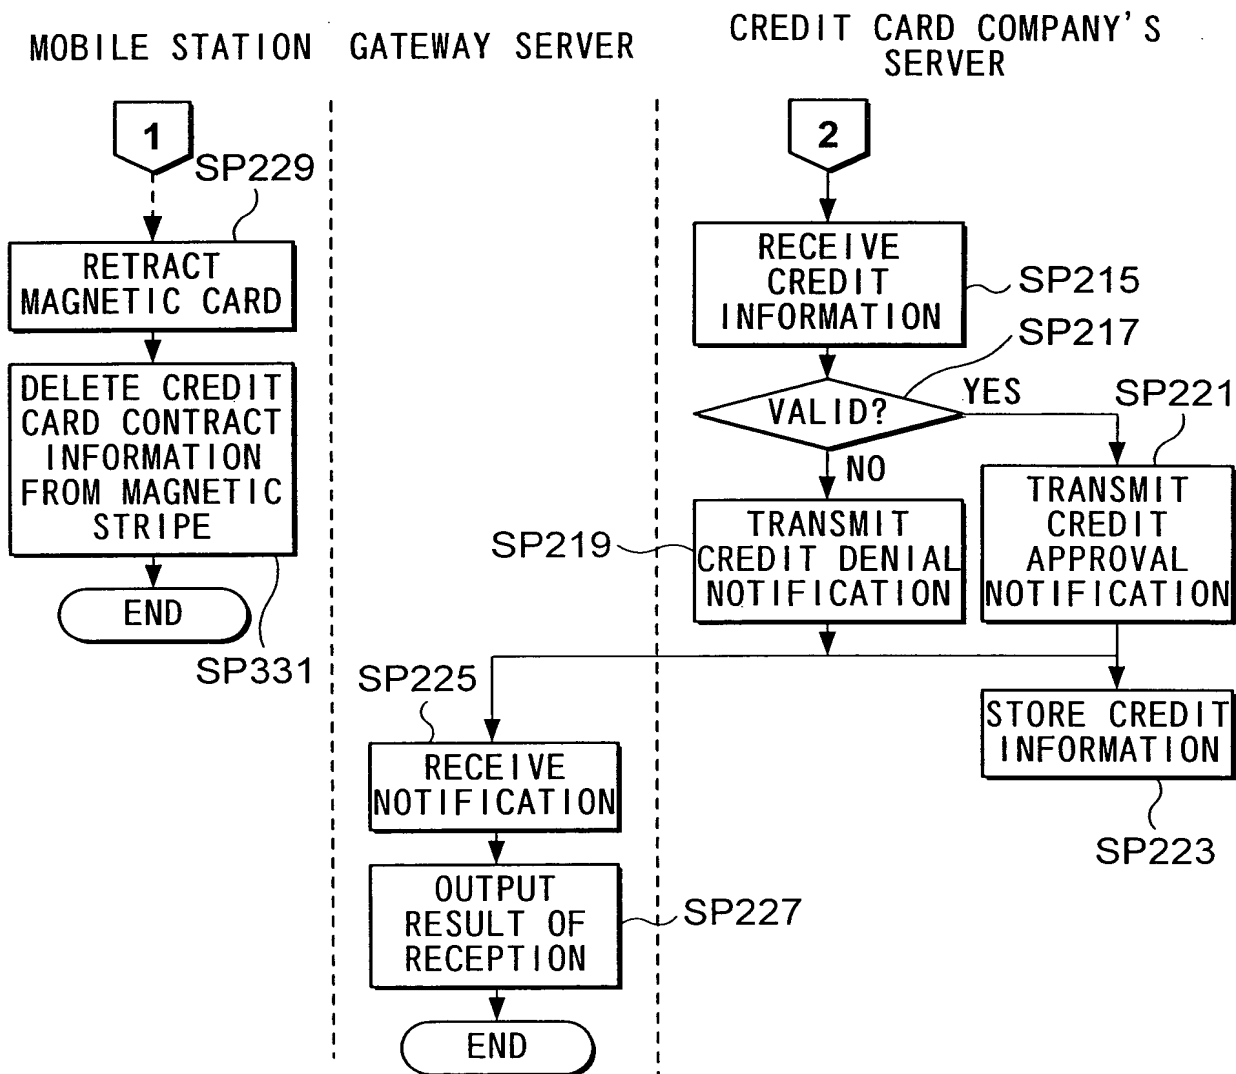 MOBILE STATION
GATEWAY SERVER
CREDIT CARD COMPANY'S
SERVER
1
SP229
RETRACT
MAGNETIC CARD
DELETE CREDIT
CARD CONTRACT
INFORMATION
FROM MAGNETIC
STRIPE
END
SP331
2
RECEIVE
CREDIT
INFORMATION
SP215
SP217
VALID?
YES
NO
SP221
SP219
TRANSMIT
CREDIT DENIAL
NOTIFICATION
TRANSMIT
CREDIT
APPROVAL
NOTIFICATION
SP225
RECEIVE
NOTIFICATION
STORE CREDIT
INFORMATION
SP223
OUTPUT
RESULT OF
RECEPTION
SP227
END